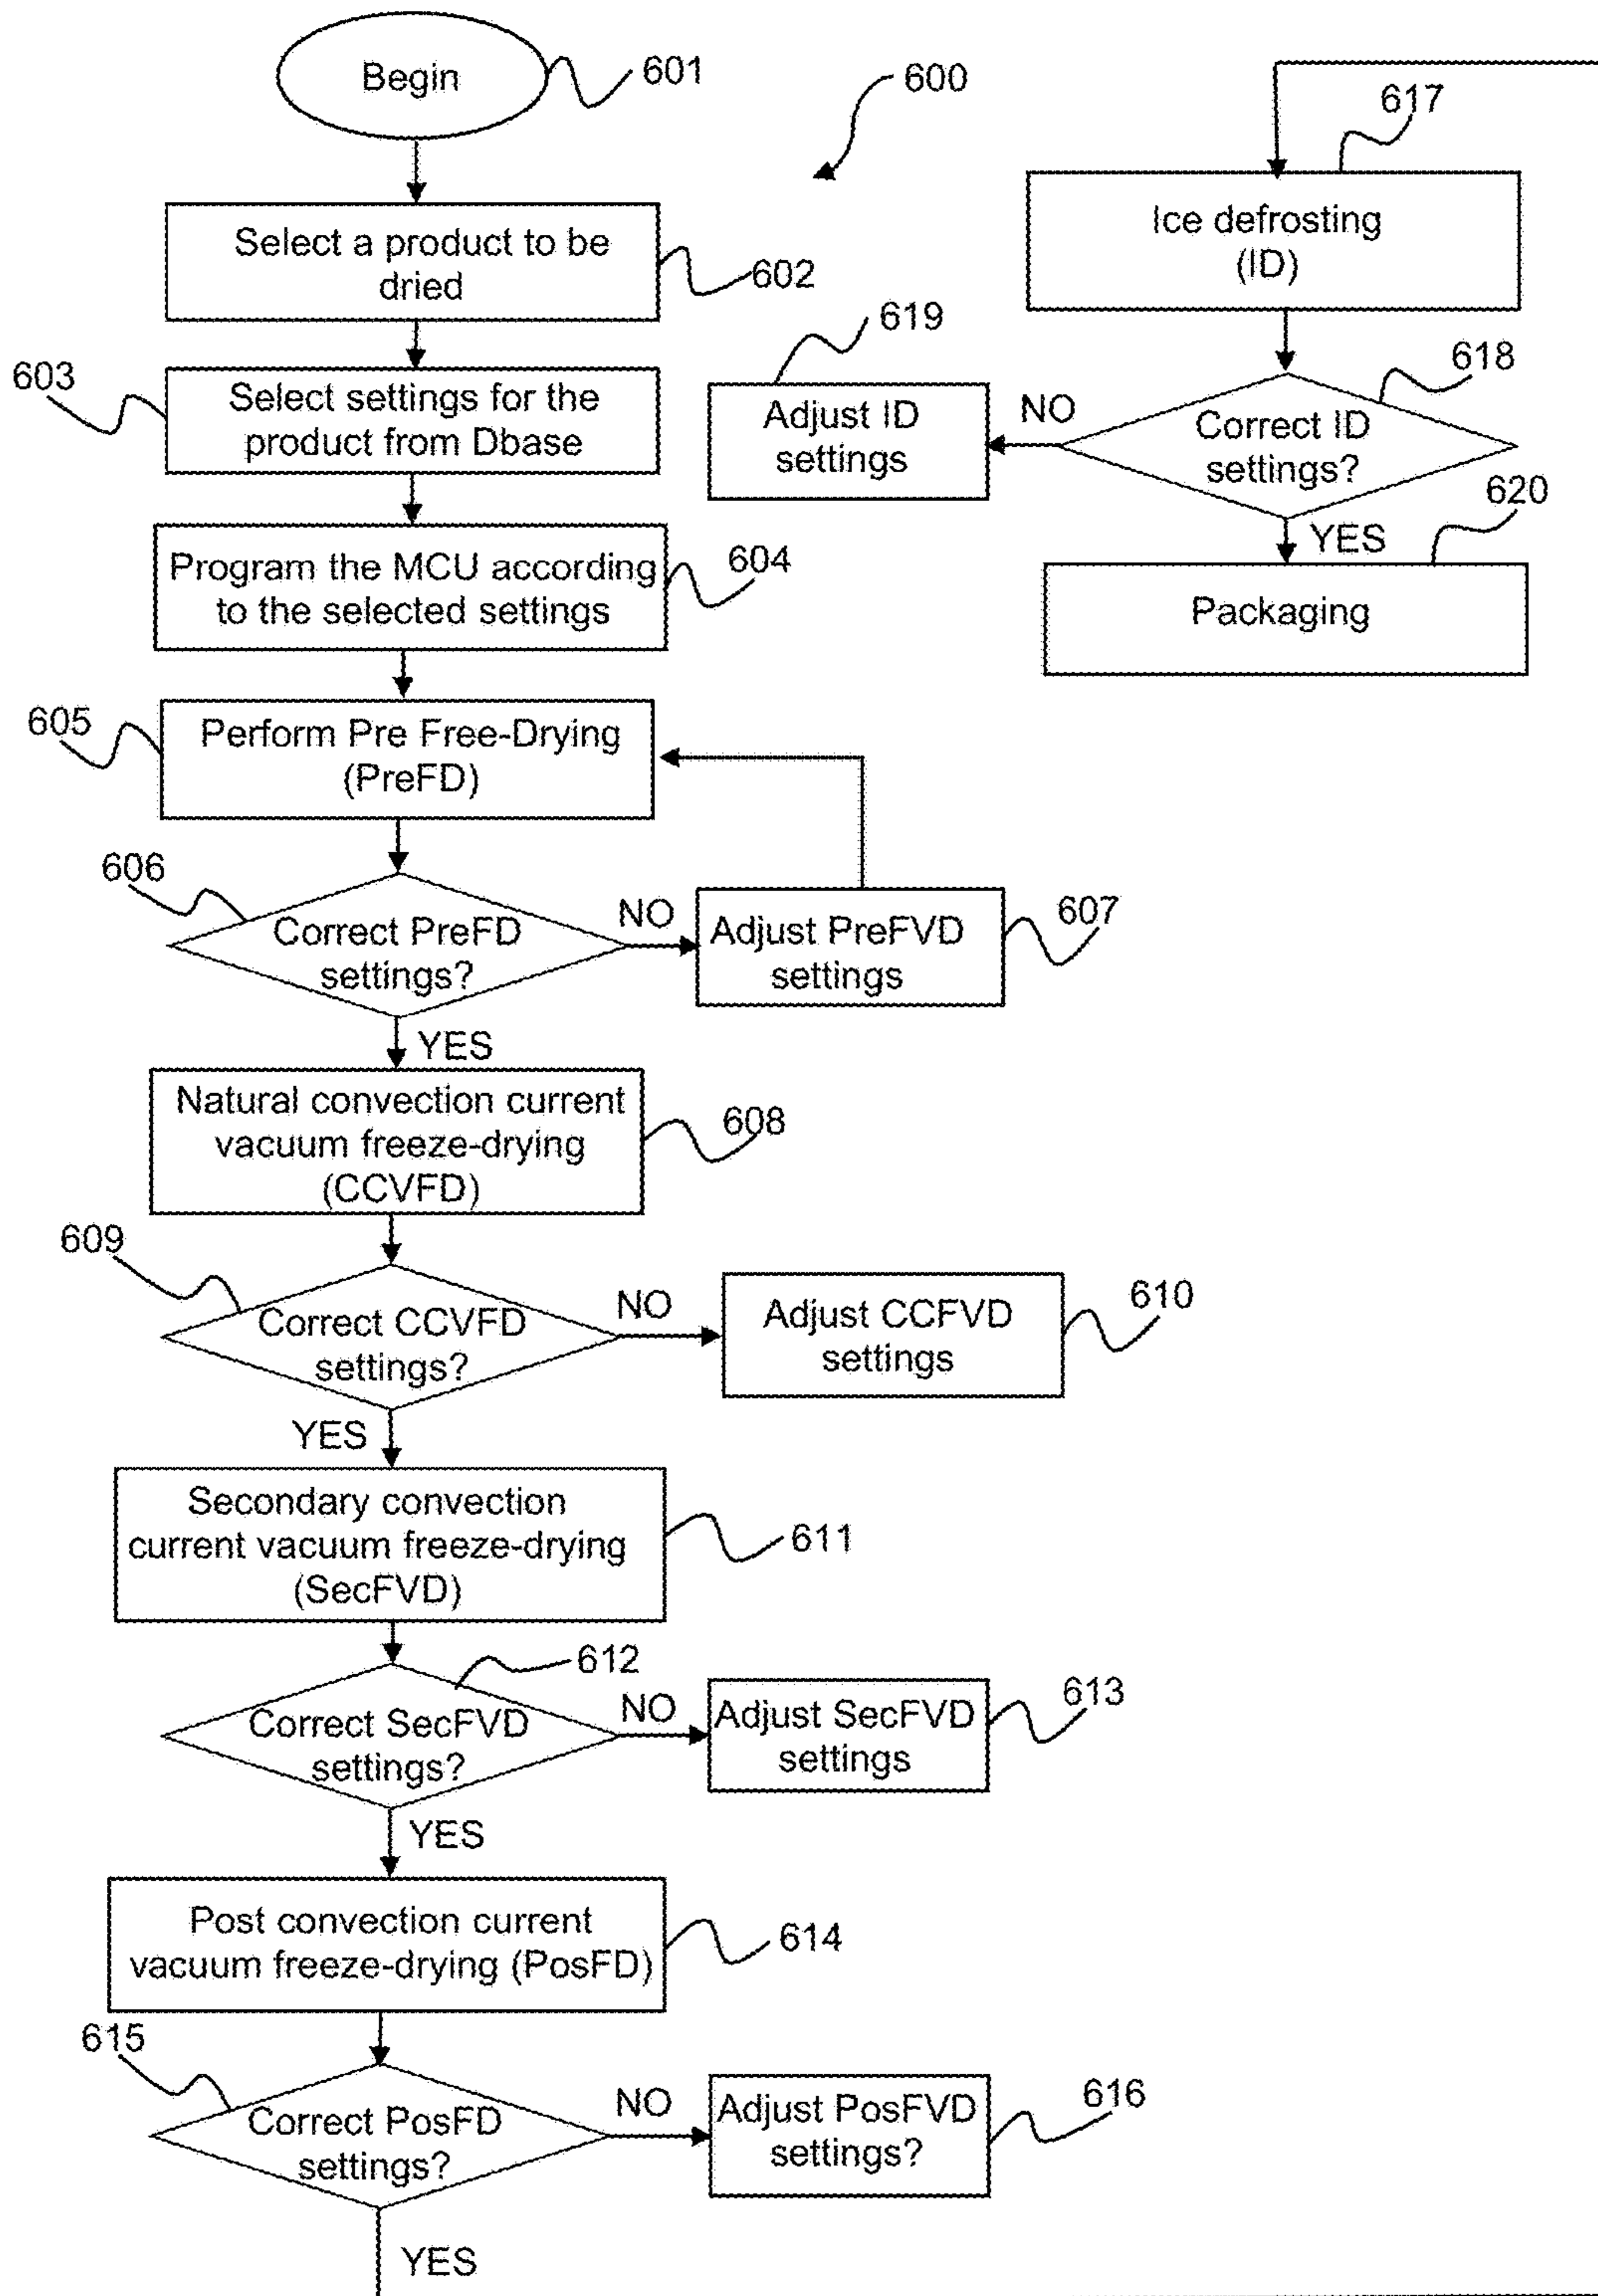 Begin
601
600
Select a product to be
dried
602
603
Select settings for the
product from Dbase
Program the MCU according
to the selected settings
604
605
Perform Pre Free-Drying
(PreFD)
606
Correct PreFD
settings?
NO
Adjust PreFVD
settings
607
YES
Natural convection current
vacuum freeze-drying
(CCVFD)
608
609
Correct CCVFD
settings?
NO
Adjust CCFVD
settings
610
YES
Secondary convection
current vacuum freeze-drying
(SecFVD)
611
612
Correct SecFVD
settings?
NO
Adjust SecFVD
settings
613
YES
Post convection current
vacuum freeze-drying (PosFD)
614
615
Correct PosFD
settings?
NO
Adjust PosFVD
settings?
616
YES
617
Ice defrosting
(ID)
618
Correct ID
settings?
NO
619
Adjust ID
settings
YES
620
Packaging